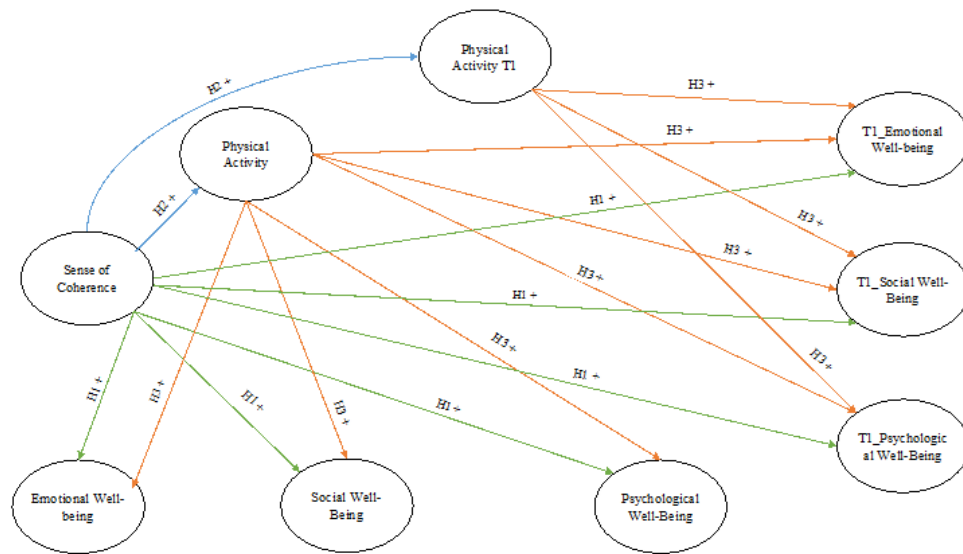 Physical
Activity T1
H2 +
H3 +
H3 +
T1_Emotional
Well-being
Physical
Activity
H2 +
H1 +
H3 +
H3 +
Sense of
Coherence
H3 +
H1 +
T1_Social Well-
Being
H3 +
H3 +
H1 +
H1 +
H3 +
H1 +
H3 +
H1 +
T1_Psychologic
al Well-Being
Emotional Well-
being
Social Well-
Being
Psychological
Well-Being